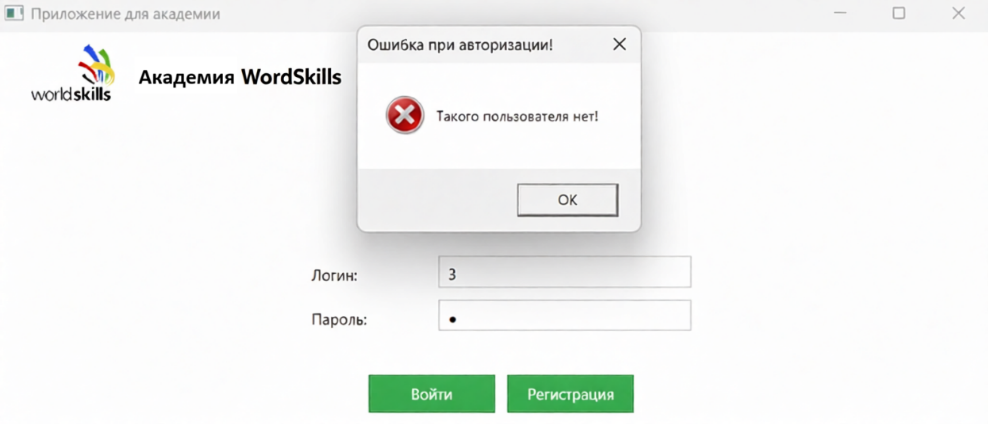 Приложение для академии
Ошибка при авторизации!
worldskills
Академия WordSkills
Такого пользователя нет!
OK
Логин:
3
Пароль:
Войти
Регистрация